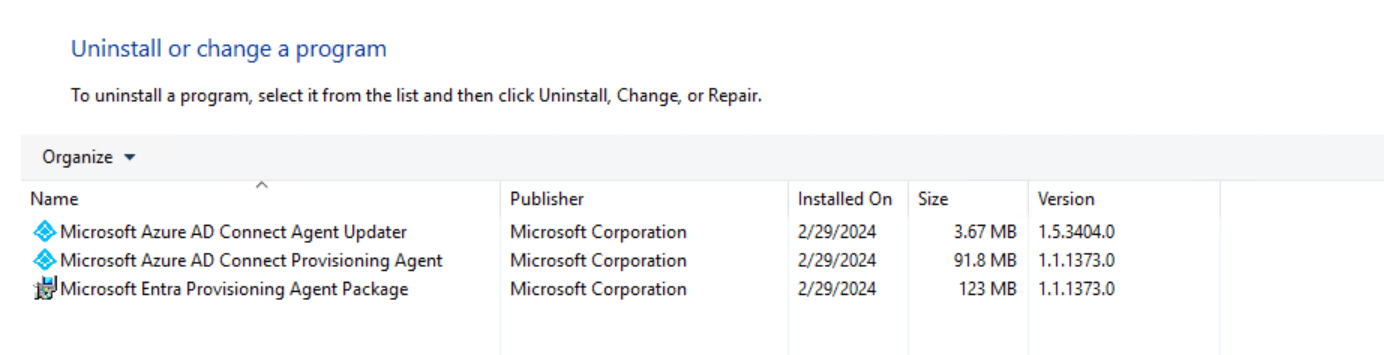 Uninstall or change a program
To uninstall a program, select it from the list and then click Uninstall, Change, or Repair.
Organize
Name Publisher Installed On Size Version
Microsoft Azure AD Connect Agent Updater Microsoft Corporation 2/29/2024 3.67 MB 1.5.3404.0
Microsoft Azure AD Connect Provisioning Agent Microsoft Corporation 2/29/2024 91.8 MB 1.1.1373.0
Microsoft Entra Provisioning Agent Package Microsoft Corporation 2/29/2024 123 MB 1.1.1373.0